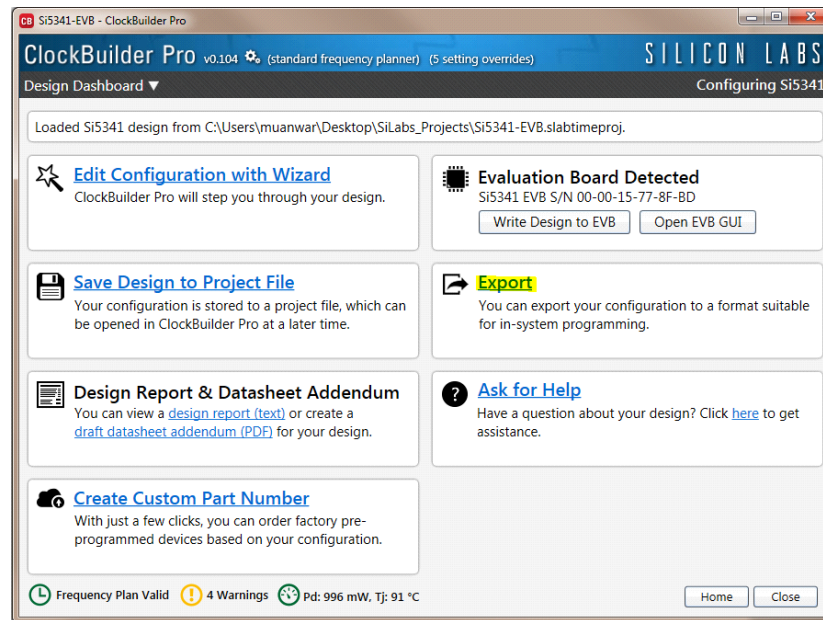 CB Si5341-EVB - ClockBuilder Pro
ClockBuilder Pro v0.104 (standard frequency planner) (5 setting overrides) SILICON LABS
Design Dashboard ▼ Configuring Si5341
Loaded Si5341 design from C:\Users\muanwar\Desktop\SiLabs_Projects\Si5341-EVB.slabtimeproj.
Edit Configuration with Wizard
ClockBuilder Pro will step you through your design.
Evaluation Board Detected
Si5341 EVB S/N 00-00-15-77-8F-BD
Write Design to EVB Open EVB GUI
Save Design to Project File
Your configuration is stored to a project file, which can
be opened in ClockBuilder Pro at a later time.
Export
You can export your configuration to a format suitable
for in-system programming.
Design Report & Datasheet Addendum
You can view a design report (text) or create a
draft datasheet addendum (PDF) for your design.
Ask for Help
Have a question about your design? Click here to get
assistance.
Create Custom Part Number
With just a few clicks, you can order factory pre-
programmed devices based on your configuration.
Frequency Plan Valid 4 Warnings Pd: 996 mW, Tj: 91 °C
Home Close